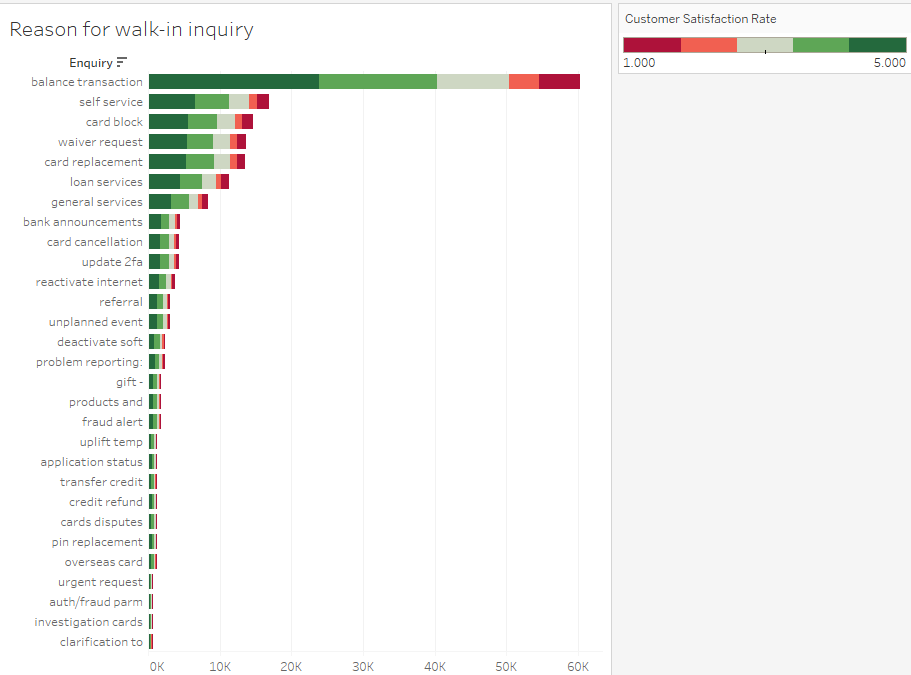 Reason for walk-in inquiry
Customer Satisfaction Rate
1.000
5.000
Enquiry
balance transaction
self service
card block
waiver request
card replacement
loan services
general services
bank announcements
card cancellation
update 2fa
reactivate internet
referral
unplanned event
deactivate soft
problem reporting:
gift -
products and
fraud alert
uplift temp
application status
transfer credit
credit refund
cards disputes
pin replacement
overseas card
urgent request
auth/fraud parm
investigation cards
clarification to
0K 10K 20K 30K 40K 50K 60K